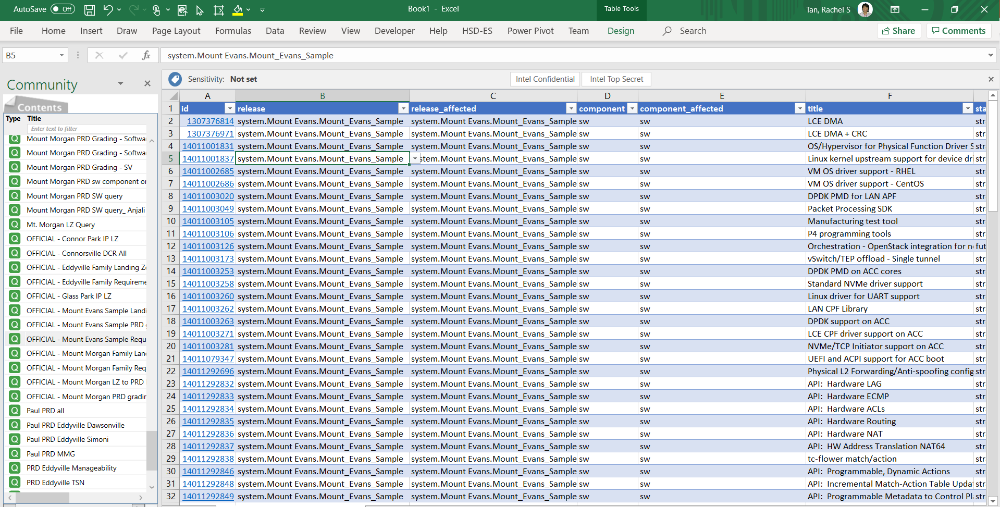 AutoSave Off Book1 - Excel Table Tools Tan, Rachel S
File Home Insert Draw Page Layout Formulas Data Review View Developer Help HSD-ES Power Pivot Team Design Search Share Comments
B5 fx system.Mount Evans.Mount_Evans_Sample
Community
Sensitivity: Not set Intel Confidential Intel Top Secret
Contents
Type Title
Enter text to filter
Q Mount Morgan PRD Grading - Softwa
Q Mount Morgan PRD Grading - Softwa
Q Mount Morgan PRD Grading - SV
Q Mount Morgan PRD sw component or
Q Mount Morgan PRD SW query
Q Mount Morgan PRD SW query_ Anjali
Q Mt. Morgan LZ Query
Q OFFICIAL - Connor Park IP LZ
Q OFFICIAL - Connorsville DCR All
Q OFFICIAL - Eddyville Family Landing Zo
Q OFFICIAL - Eddyville Family Requireme
Q OFFICIAL - Glass Park IP LZ
Q OFFICIAL - Mount Evans Sample Landi
Q OFFICIAL - Mount Evans Sample PRD
Q OFFICIAL - Mount Evans Sample Requ
Q OFFICIAL - Mount Morgan Family Lan
Q OFFICIAL - Mount Morgan Family Req
Q OFFICIAL - Mount Morgan LZ to PRD
Q OFFICIAL - Mount Morgan PRD gradin
Q Paul PRD all
Q Paul PRD Eddyville Dawsonville
Q Paul PRD Eddyville Simoni
Q Paul PRD MMG
Q PRD Eddyville Manageability
Q PRD Eddyville TSN
A B C D E F
1 id release release_affected component component_affected title sta
2 1307376814 system.Mount Evans.Mount_Evans_Sample system.Mount Evans.Mount_Evans_Sample sw sw LCE DMA str
3 1307376971 system.Mount Evans.Mount_Evans_Sample system.Mount Evans.Mount_Evans_Sample sw sw LCE DMA + CRC str
4 14011001831 system.Mount Evans.Mount_Evans_Sample system.Mount Evans.Mount_Evans_Sample sw sw OS/Hypervisor for Physical Function Driver S str
5 14011001837 system.Mount Evans.Mount_Evans_Sample stem.Mount Evans.Mount_Evans_Sample sw sw Linux kernel upstream support for device dri str
6 14011002685 system.Mount Evans.Mount_Evans_Sample system.Mount Evans.Mount_Evans_Sample sw sw VM OS driver support - RHEL str
7 14011002686 system.Mount Evans.Mount_Evans_Sample system.Mount Evans.Mount_Evans_Sample sw sw VM OS driver support - CentOS str
8 14011003020 system.Mount Evans.Mount_Evans_Sample system.Mount Evans.Mount_Evans_Sample sw sw DPDK PMD for LAN APF str
9 14011003049 system.Mount Evans.Mount_Evans_Sample system.Mount Evans.Mount_Evans_Sample sw sw Packet Processing SDK str
10 14011003105 system.Mount Evans.Mount_Evans_Sample system.Mount Evans.Mount_Evans_Sample sw sw Manufacturing test tool str
11 14011003106 system.Mount Evans.Mount_Evans_Sample system.Mount Evans.Mount_Evans_Sample sw sw P4 programming tools str
12 14011003126 system.Mount Evans.Mount_Evans_Sample system.Mount Evans.Mount_Evans_Sample sw sw Orchestration - OpenStack integration for n fut
13 14011003173 system.Mount Evans.Mount_Evans_Sample system.Mount Evans.Mount_Evans_Sample sw sw vSwitch/TEP offload - Single tunnel str
14 14011003253 system.Mount Evans.Mount_Evans_Sample system.Mount Evans.Mount_Evans_Sample sw sw DPDK PMD on ACC cores str
15 14011003258 system.Mount Evans.Mount_Evans_Sample system.Mount Evans.Mount_Evans_Sample sw sw Standard NVMe driver support str
16 14011003260 system.Mount Evans.Mount_Evans_Sample system.Mount Evans.Mount_Evans_Sample sw sw Linux driver for UART support str
17 14011003262 system.Mount Evans.Mount_Evans_Sample system.Mount Evans.Mount_Evans_Sample sw sw LAN CPF Library str
18 14011003263 system.Mount Evans.Mount_Evans_Sample system.Mount Evans.Mount_Evans_Sample sw sw DPDK support on ACC str
19 14011003271 system.Mount Evans.Mount_Evans_Sample system.Mount Evans.Mount_Evans_Sample sw sw LCE CPF driver support on ACC str
20 14011003281 system.Mount Evans.Mount_Evans_Sample system.Mount Evans.Mount_Evans_Sample sw sw NVMe/TCP Initiator support on ACC str
21 14011079347 system.Mount Evans.Mount_Evans_Sample system.Mount Evans.Mount_Evans_Sample sw sw UEFI and ACPI support for ACC boot str
22 14011292696 system.Mount Evans.Mount_Evans_Sample system.Mount Evans.Mount_Evans_Sample sw sw Physical L2 Forwarding/Anti-spoofing config str
23 14011292832 system.Mount Evans.Mount_Evans_Sample system.Mount Evans.Mount_Evans_Sample sw sw API: Hardware LAG str
24 14011292833 system.Mount Evans.Mount_Evans_Sample system.Mount Evans.Mount_Evans_Sample sw sw API: Hardware ECMP str
25 14011292834 system.Mount Evans.Mount_Evans_Sample system.Mount Evans.Mount_Evans_Sample sw sw API: Hardware ACLs str
26 14011292835 system.Mount Evans.Mount_Evans_Sample system.Mount Evans.Mount_Evans_Sample sw sw API: Hardware Routing str
27 14011292836 system.Mount Evans.Mount_Evans_Sample system.Mount Evans.Mount_Evans_Sample sw sw API: Hardware NAT str
28 14011292837 system.Mount Evans.Mount_Evans_Sample system.Mount Evans.Mount_Evans_Sample sw sw API: HW Address Translation NAT64 str
29 14011292838 system.Mount Evans.Mount_Evans_Sample system.Mount Evans.Mount_Evans_Sample sw sw tc-flower match/action str
30 14011292846 system.Mount Evans.Mount_Evans_Sample system.Mount Evans.Mount_Evans_Sample sw sw API: Programmable, Dynamic Actions str
31 14011292848 system.Mount Evans.Mount_Evans_Sample system.Mount Evans.Mount_Evans_Sample sw sw API: Incremental Match-Action Table Upda str
32 14011292849 system.Mount Evans.Mount_Evans_Sample system.Mount Evans.Mount_Evans_Sample sw sw API: Programmable Metadata to Control Pl str